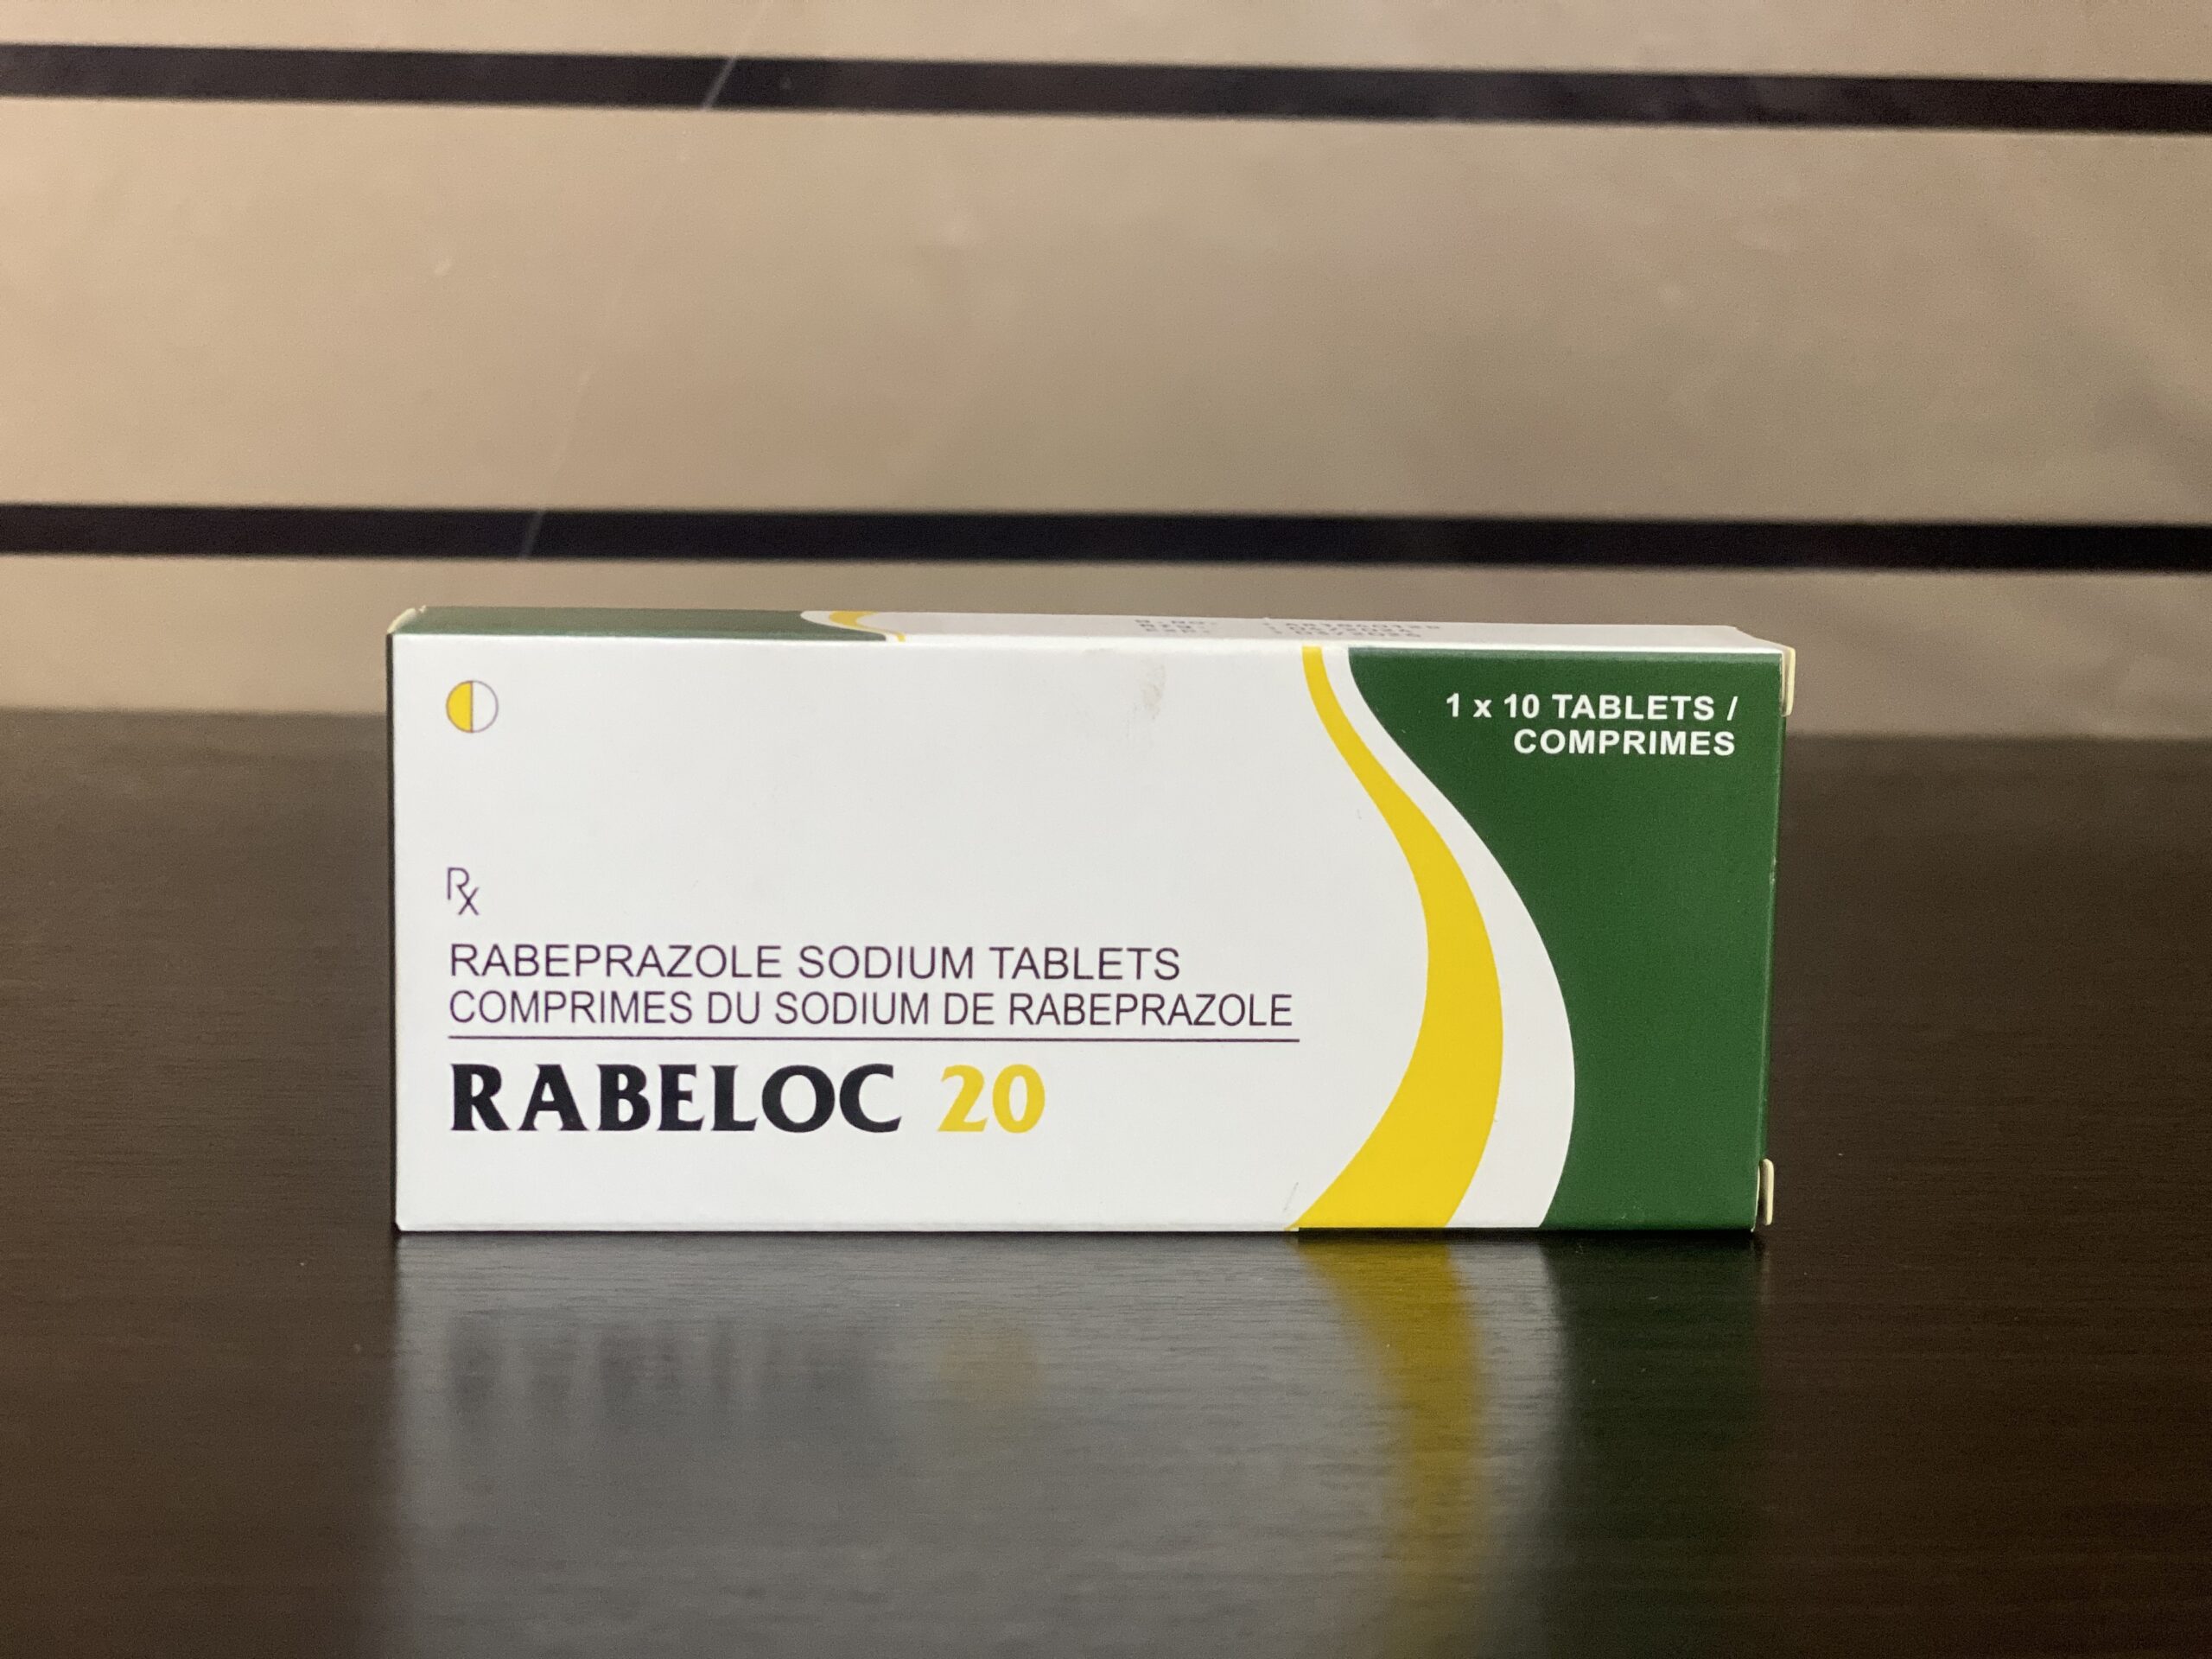 1 x 10 TABLETS /
COMPRIMES
Rx
RABEPRAZOLE SODIUM TABLETS
COMPRIMES DU SODIUM DE RABEPRAZOLE
RABELOC 20